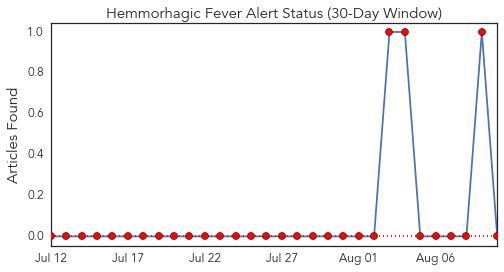 Hemmorhagic Fever Alert Status (30-Day Window)
1.0
0.8
0.6
0.4
0.2
0.0
Articles Found
Jul 12 Jul 17 Jul 22 Jul 27 Aug 01 Aug 06